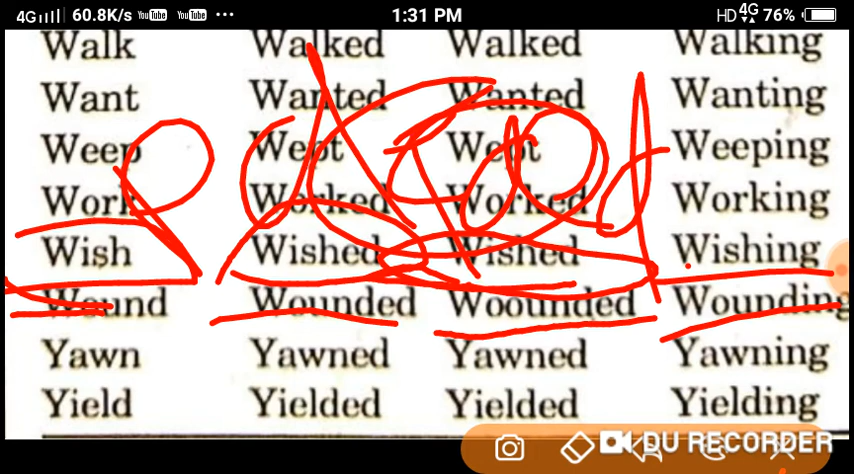 4G 60.8K/s YouTube YouTube ... 1:31 PM HD 4G 76%
Walk Walked Walked Walking
Want Wanted Wanted Wanting
Weep Wept Wept Weeping
Work Worked Worked Working
Wish Wished Wished Wishing
Wound Wounded Woounded Wounding
Yawn Yawned Yawned Yawning
Yield Yielded Yielded Yielding
DU RECORDER